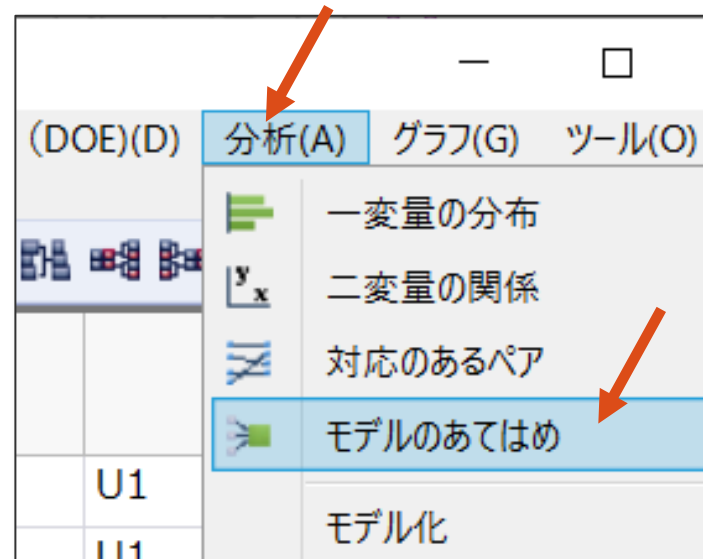 (DOE)(D) 分析(A) グラフ(G) ツール(O)
一変量の分布
y x 二変量の関係
対応のあるペア
モデルのあてはめ
U1
モデル化
U1